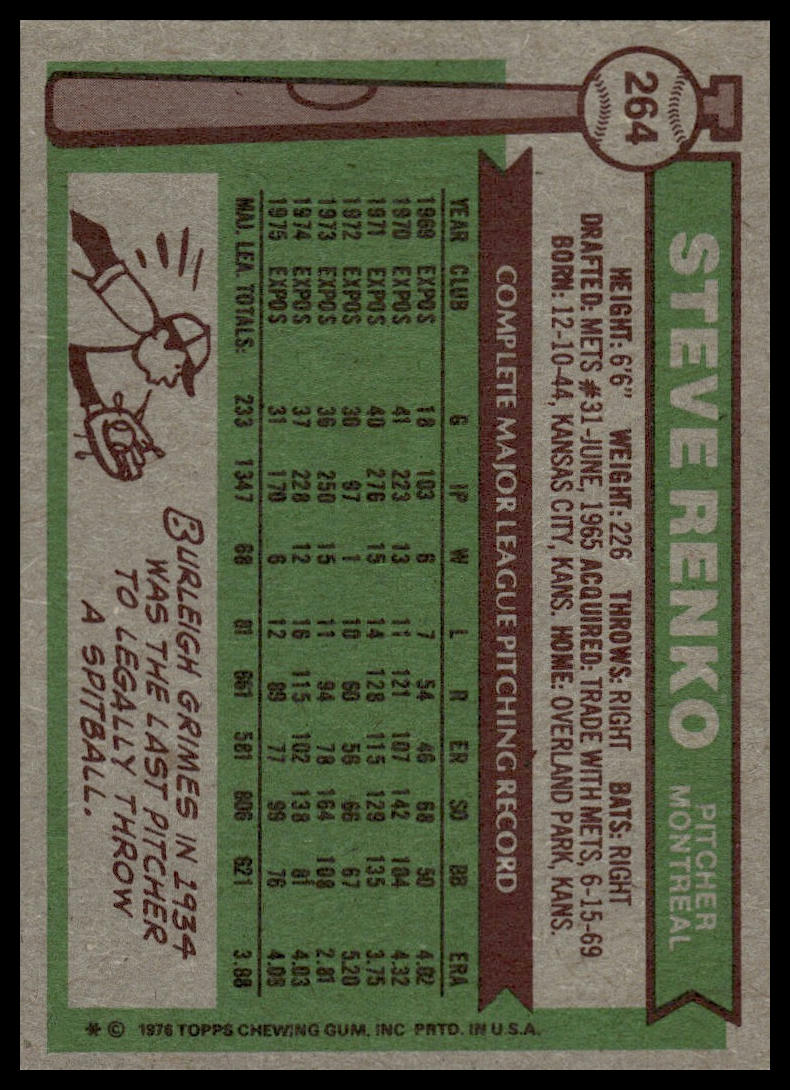 264
STEVE RENKO
PITCHER
MONTREAL
HEIGHT: 6'6" WEIGHT: 226 THROWS: RIGHT BATS: RIGHT
DRAFTED: METS #31-JUNE, 1965 ACQUIRED: TRADE WITH METS, 6-15-69
BORN: 12-10-44, KANSAS CITY, KANS. HOME: OVERLAND PARK, KANS.
COMPLETE MAJOR LEAGUE PITCHING RECORD
YEAR CLUB G IP W L R ER SO BB ERA
1969 EXPOS 18 103 6 7 54 46 68 50 4.02
1970 EXPOS 41 223 13 11 121 107 142 104 4.32
1971 EXPOS 40 276 15 14 128 115 129 135 3.75
1972 EXPOS 30 97 1 10 60 56 66 67 5.20
1973 EXPOS 36 250 15 11 94 78 164 108 2.81
1974 EXPOS 37 228 12 16 115 102 138 81 4.03
1975 EXPOS 31 170 6 12 89 77 99 76 4.08
MAJ. LEA. TOTALS: 233 1347 68 81 661 581 806 621 3.88
BURLEIGH GRIMES IN 1934
WAS THE LAST PITCHER
TO LEGALLY THROW
A SPITBALL.
* © 1976 TOPPS CHEWING GUM, INC PRTD. IN U.S.A.